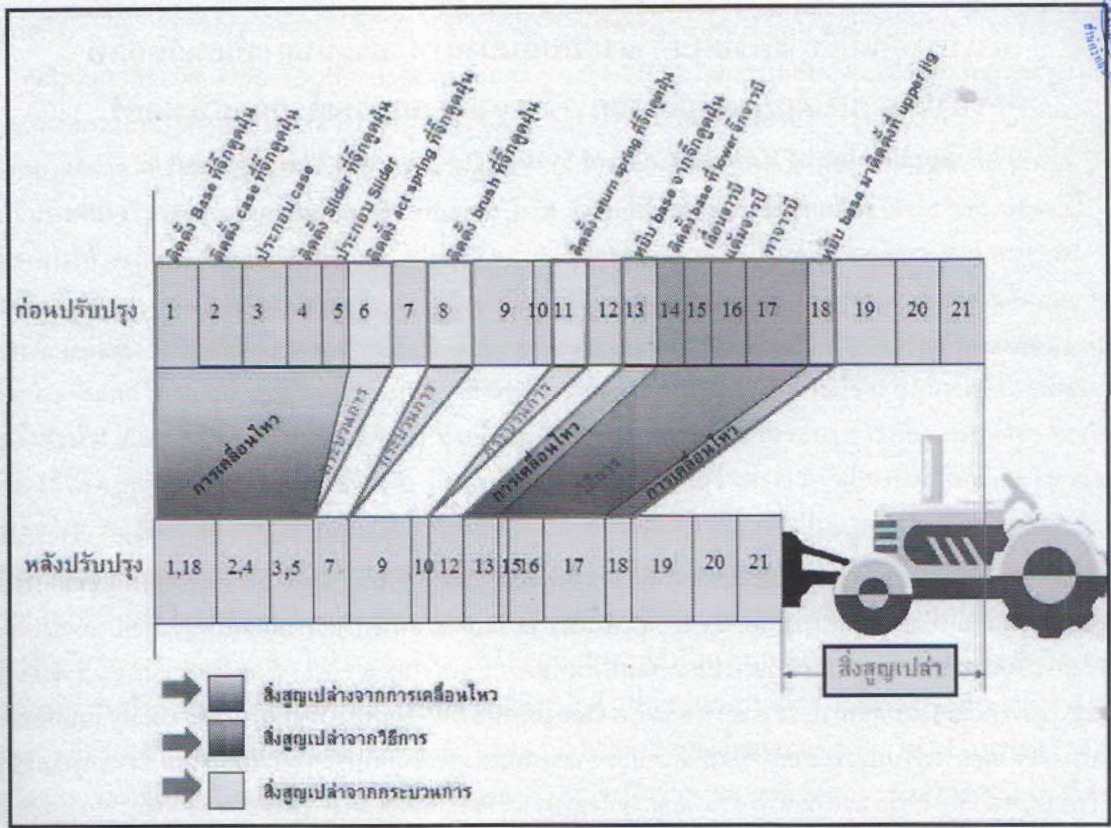 ติดตั้ง Base ที่จิ๊กดูดฝุ่น
ติดตั้ง case ที่จิ๊กดูดฝุ่น
ประกอบ case
ติดตั้ง Slider ที่จิ๊กดูดฝุ่น
ประกอบ Slider
ติดตั้ง act spring ที่จิ๊กดูดฝุ่น
ติดตั้ง brush ที่จิ๊กดูดฝุ่น
ติดตั้ง return spring ที่จิ๊กดูดฝุ่น
หยิบ base จากจิ๊กดูดฝุ่น
ติดตั้ง base ที่ lower จิ๊กจาระบี
เลื่อนจาระบี
แต้มจาระบี
ทาจาระบี
หยิบ base มาติดตั้งที่ upper jig
ก่อนปรับปรุง 1 2 3 4 5 6 7 8 9 10 11 12 13 14 15 16 17 18 19 20 21
การเคลื่อนไหว กระบวนการ กระบวนการ กระบวนการ การเคลื่อนไหว วิธีการ การเคลื่อนไหว
หลังปรับปรุง 1,18 2,4 3,5 7 9 10 12 13 15 16 17 18 19 20 21
สิ่งสูญเปล่า
สิ่งสูญเปล่างจากการเคลื่อนไหว
สิ่งสูญเปล่าจากวิธีการ
สิ่งสูญเปล่าจากกระบวนการ